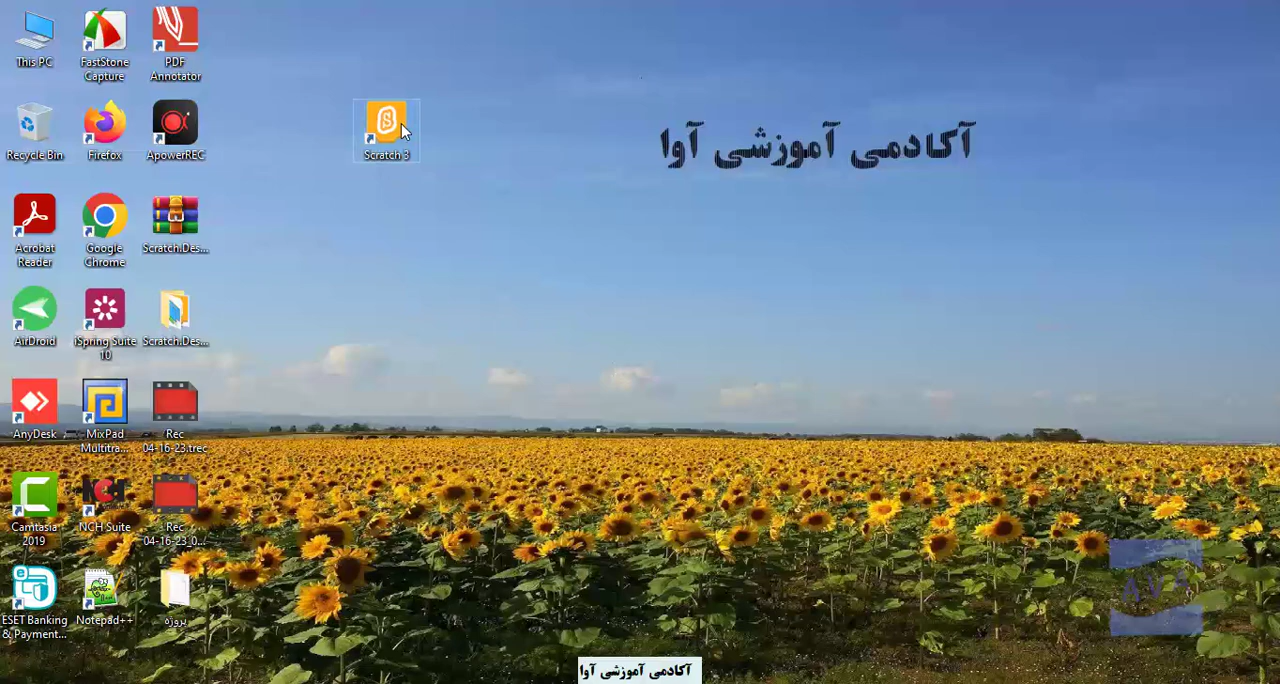 This PC
FastStone
Capture
PDF
Annotator
Recycle Bin
Firefox
ApowerREC
Scratch 3
آکادمی آموزشی آوا
Acrobat
Reader
Google
Chrome
Scratch.Des...
AirDroid
iSpring Suite
10
Scratch.Des...
AnyDesk
MixPad
Multitra...
Rec
04-16-23.trec
Camtasia
2019
NCH Suite
Rec
04-16-23_0...
ESET Banking
& Payment...
Notepad++
پروژه
AVA
آکادمی آموزشی آوا